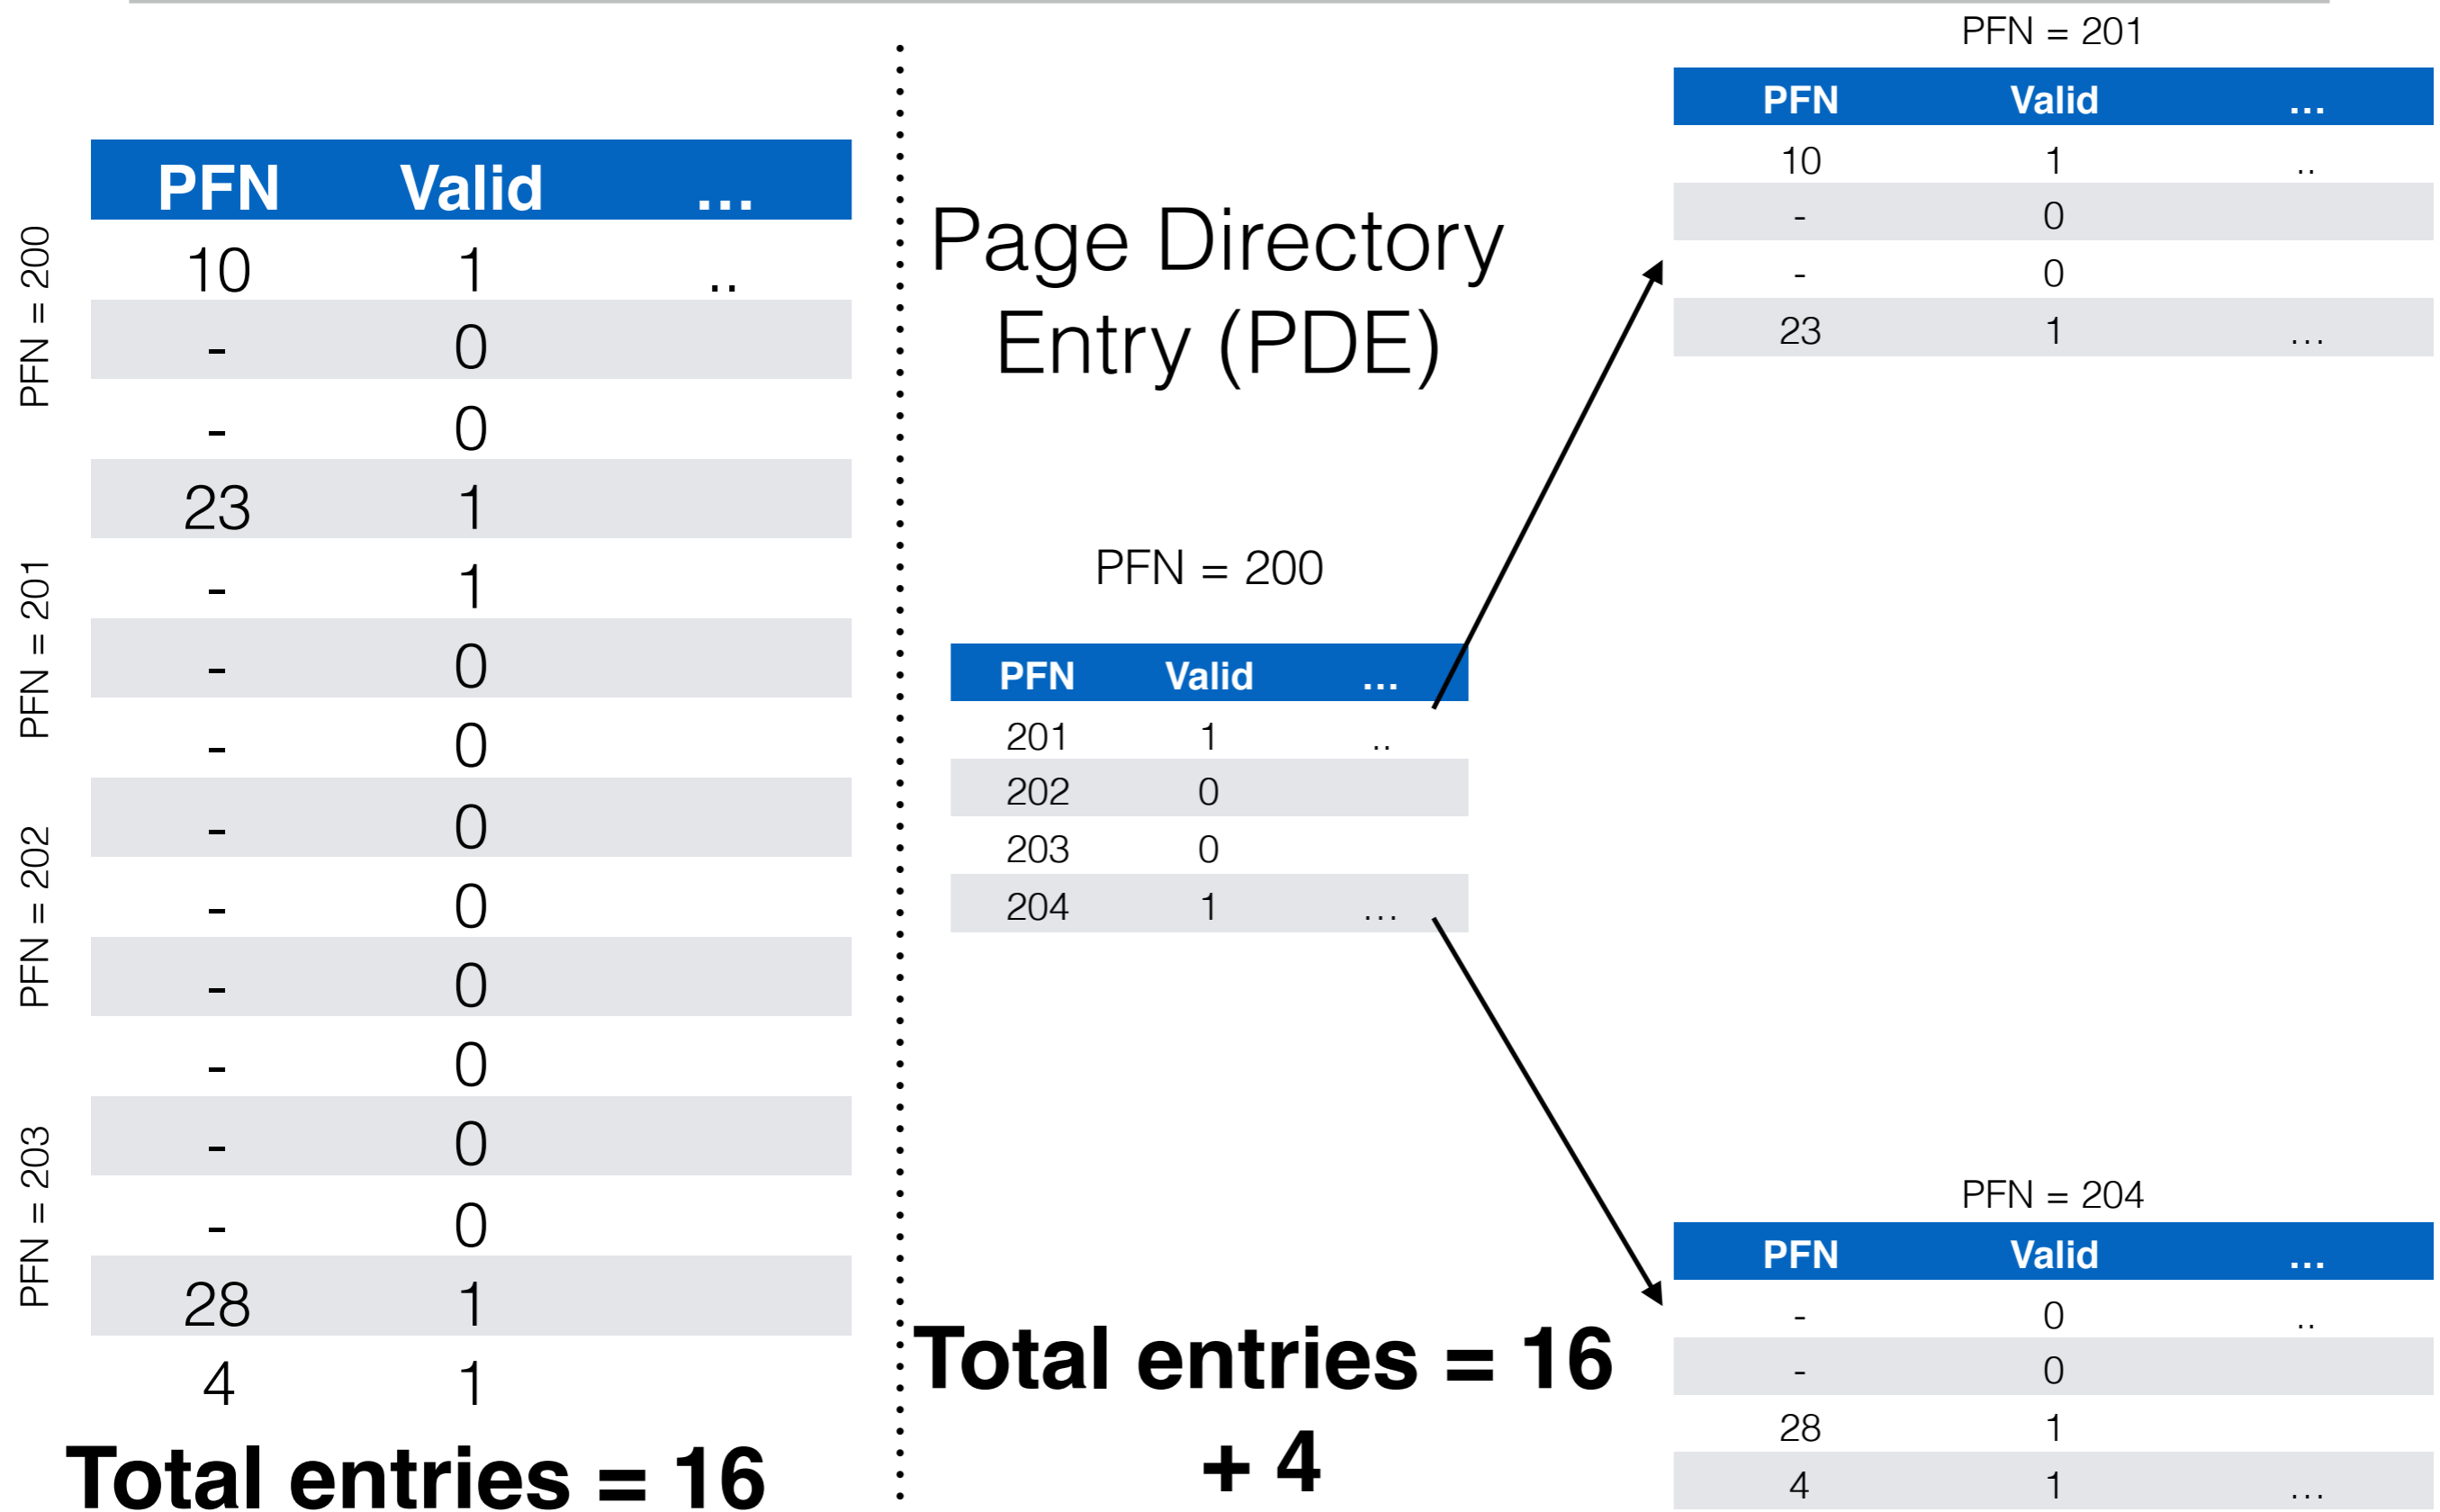 PFN Valid ...
10 1 ..
- 0
- 0
23 1
- 1
- 0
- 0
- 0
- 0
- 0
- 0
- 0
- 0
28 1
4 1
PFN = 200
PFN = 201
PFN = 202
PFN = 203
Total entries = 16
Page Directory
Entry (PDE)
PFN = 200
PFN Valid ...
201 1 ..
202 0
203 0
204 1 ...
Total entries = 16
+ 4
PFN = 201
PFN Valid ...
10 1 ..
- 0
- 0
23 1 ...
PFN = 204
PFN Valid ...
- 0 ..
- 0
28 1
4 1 ...